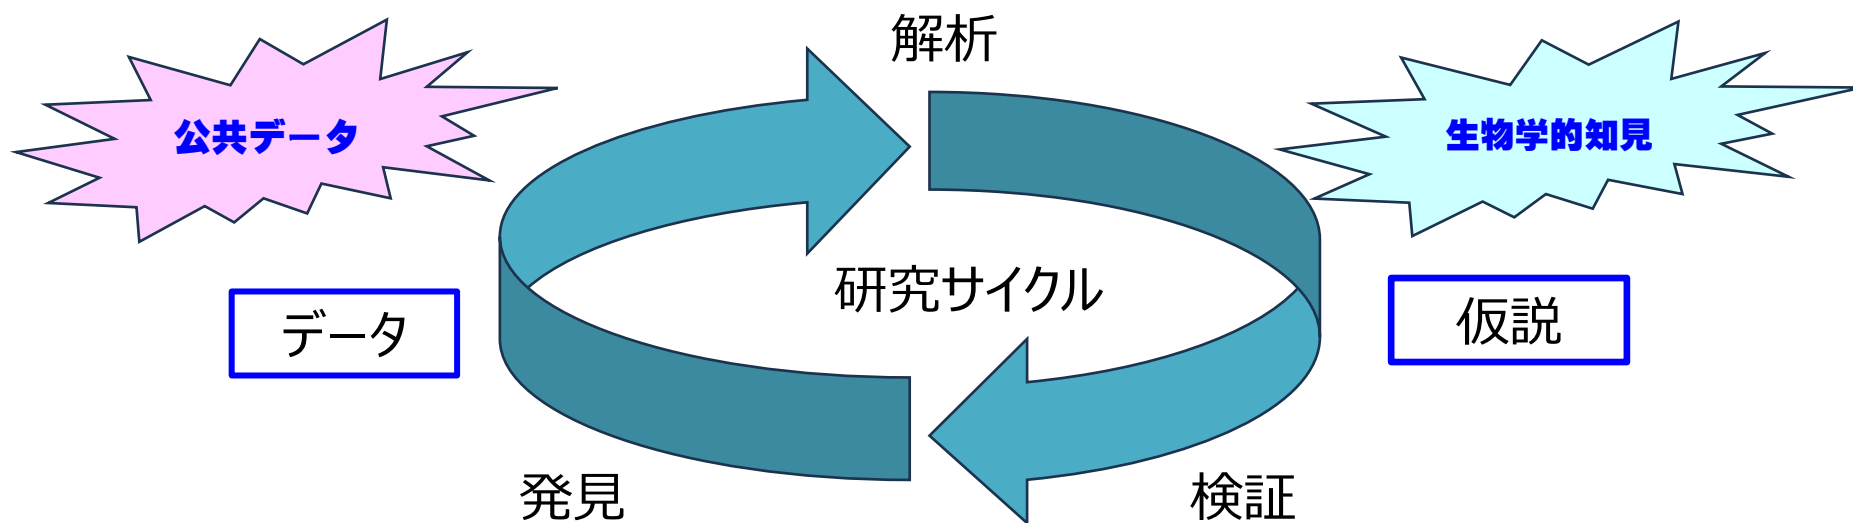 解析
公共データ
生物学的知見
研究サイクル
データ
仮説
発見
検証